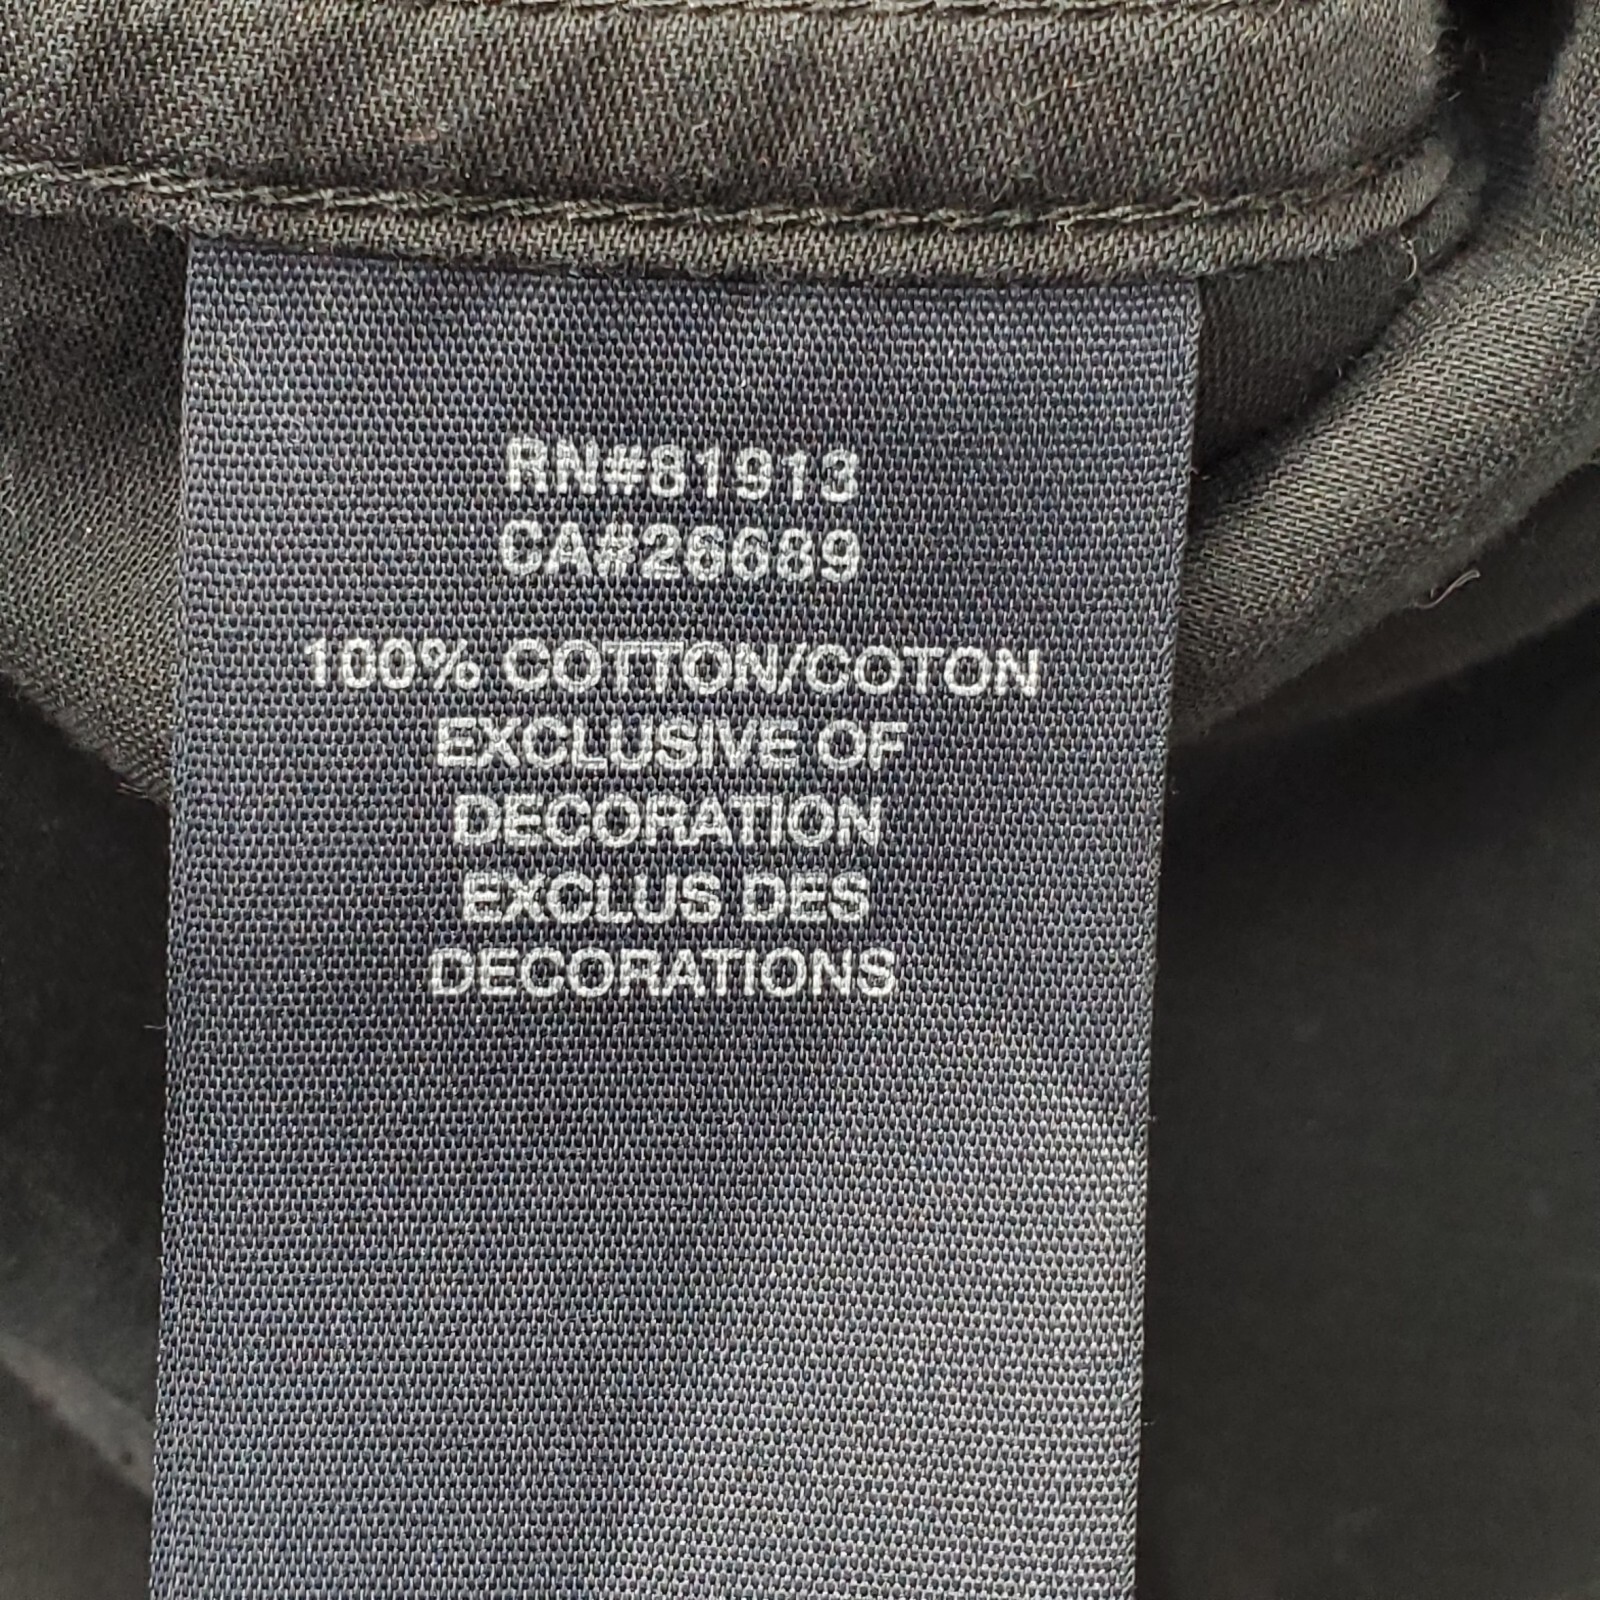 RN#81913
CA#26689
100% COTTON/COTON
EXCLUSIVE OF
DECORATION
EXCLUS DES
DECORATIONS